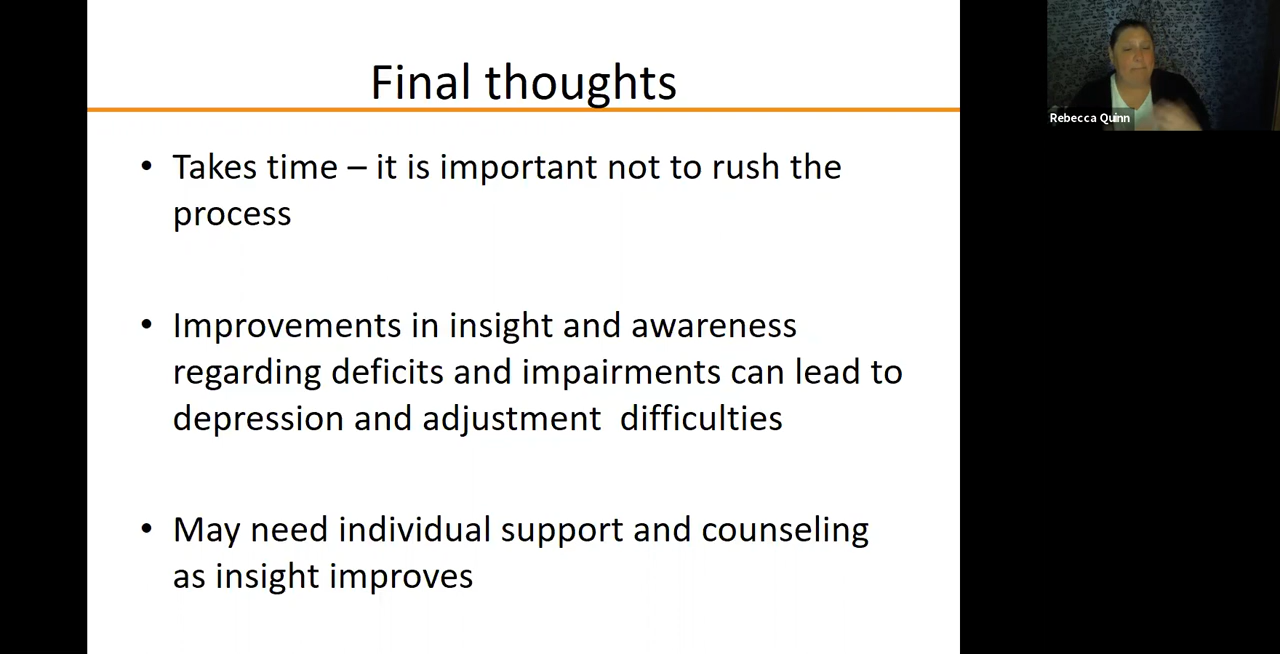 Final thoughts
Rebecca Quinn
• Takes time – it is important not to rush the
process
• Improvements in insight and awareness
regarding deficits and impairments can lead to
depression and adjustment  difficulties
• May need individual support and counseling
as insight improves